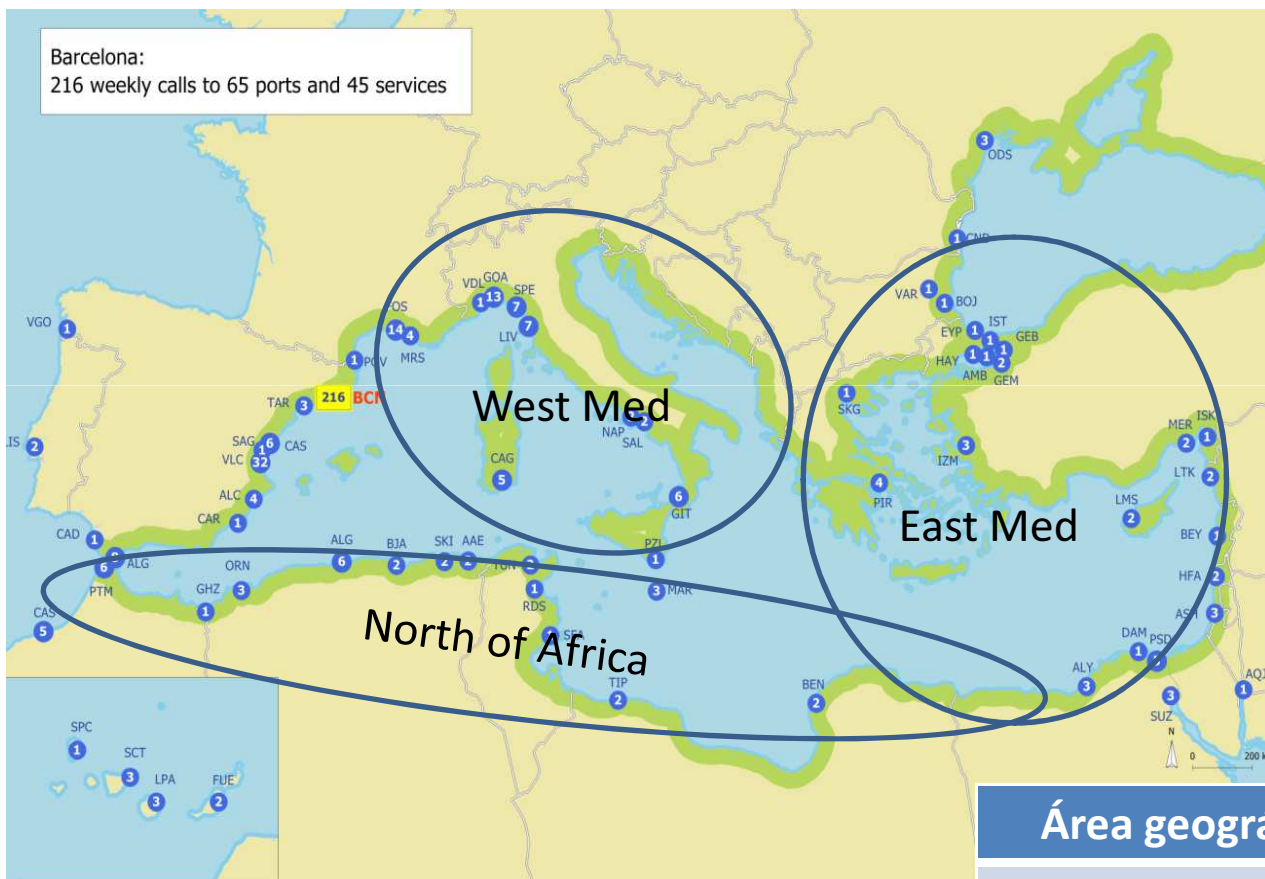 Barcelona:
216 weekly calls to 65 ports and 45 services
3
ODS
1
VAR
1
1
BOJ
VDL
GOA
1
13
SPE
7
LIV
7
FOS
14
4
MRS
VGO
1
1
EYP
1
IST
1
GEB
1
HAY
1
1
AMB
2
GEM
216
BCN
TAR
3
West Med
SKG
1
NAP
2
SAL
2
SAG
1
6
CAS
VLC
32
IZM
3
MER
2
ISK
1
ALC
4
CAG
5
6
GIT
PIR
4
LTK
2
LMS
2
CAR
1
East Med
CAD
1
BEY
1
ALG
6
PTM
ALG
6
BJA
2
SKI
2
AAE
2
PZL
1
HFA
2
ORN
3
GHZ
1
RDS
1
MAR
3
CAS
5
ASH
3
North of Africa
DAM
1
PSD
TIP
2
BEN
2
ALY
3
SUZ
3
1
SPC
1
SCT
3
LPA
3
FUE
2
N
0
Área